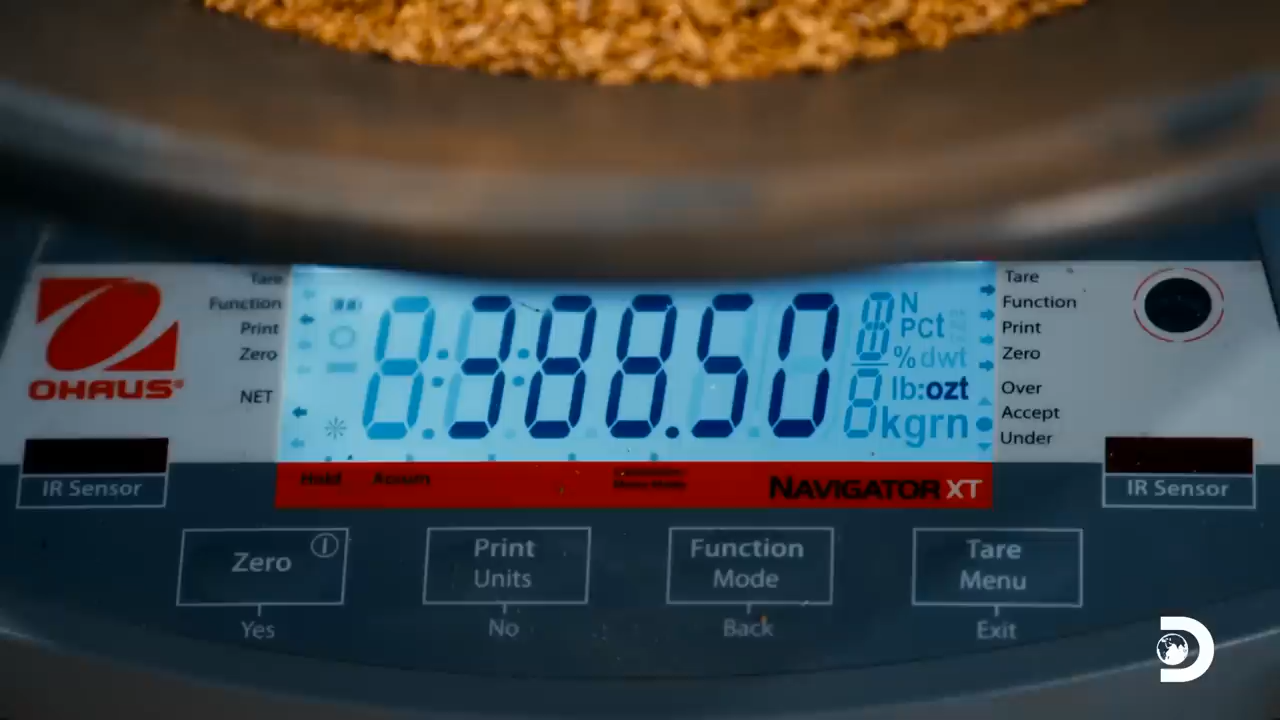 Tare
Function
Print
Zero
NET
OHAUS
388.50
N
Pct
% dwt
lb:ozt
kgrn
Tare
Function
Print
Zero
Over
Accept
Under
IR Sensor
Hold Accum
NAVIGATOR XT
IR Sensor
Zero
Yes
Print
Units
No
Function
Mode
Back
Tare
Menu
Exit
D